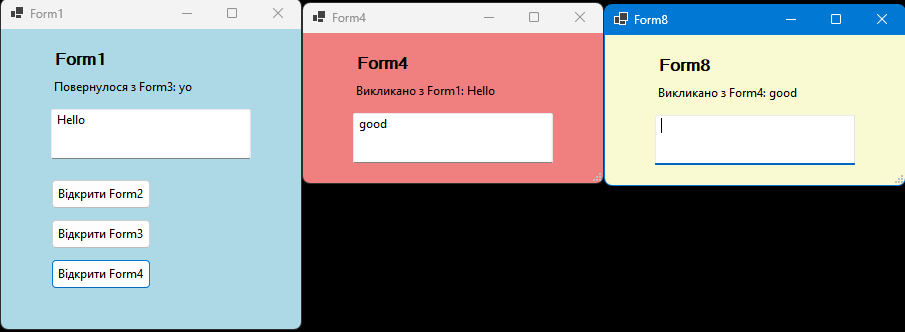 Form1
Form1
Повернулося з Form3: yo
Hello
Відкрити Form2
Відкрити Form3
Відкрити Form4
Form4
Form4
Викликано з Form1: Hello
good
Form8
Form8
Викликано з Form4: good